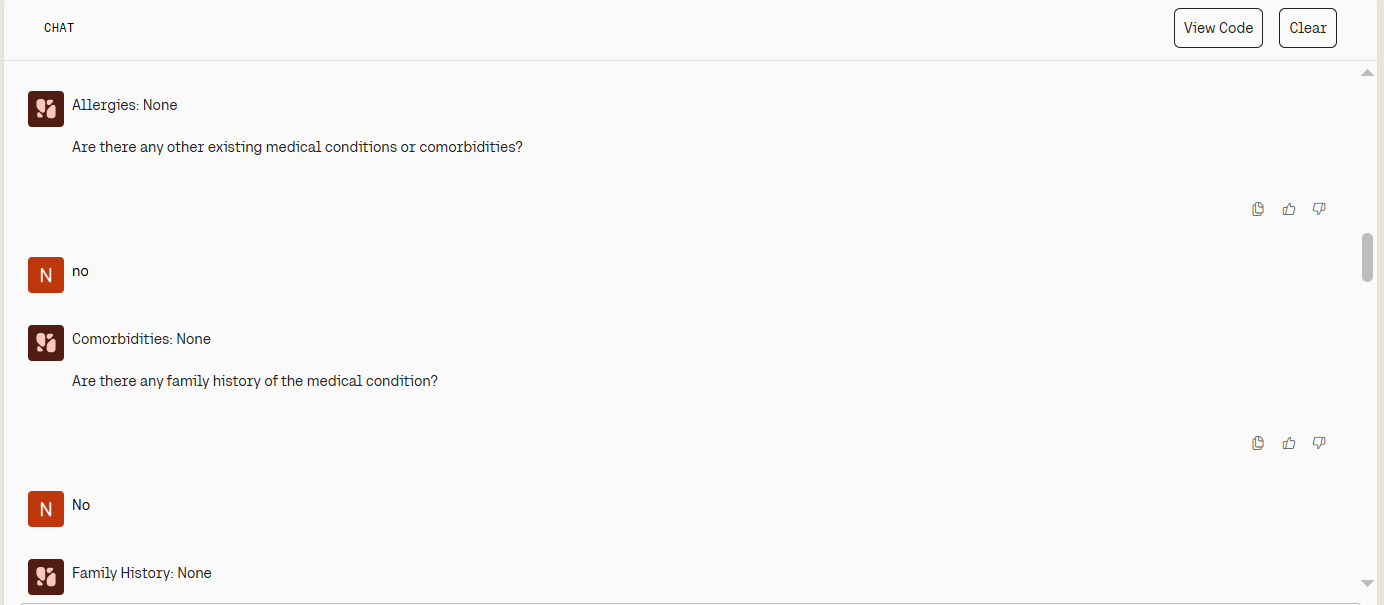 CHAT
View Code
Clear
Allergies: None
Are there any other existing medical conditions or comorbidities?
N
no
Comorbidities: None
Are there any family history of the medical condition?
N
No
Family History: None